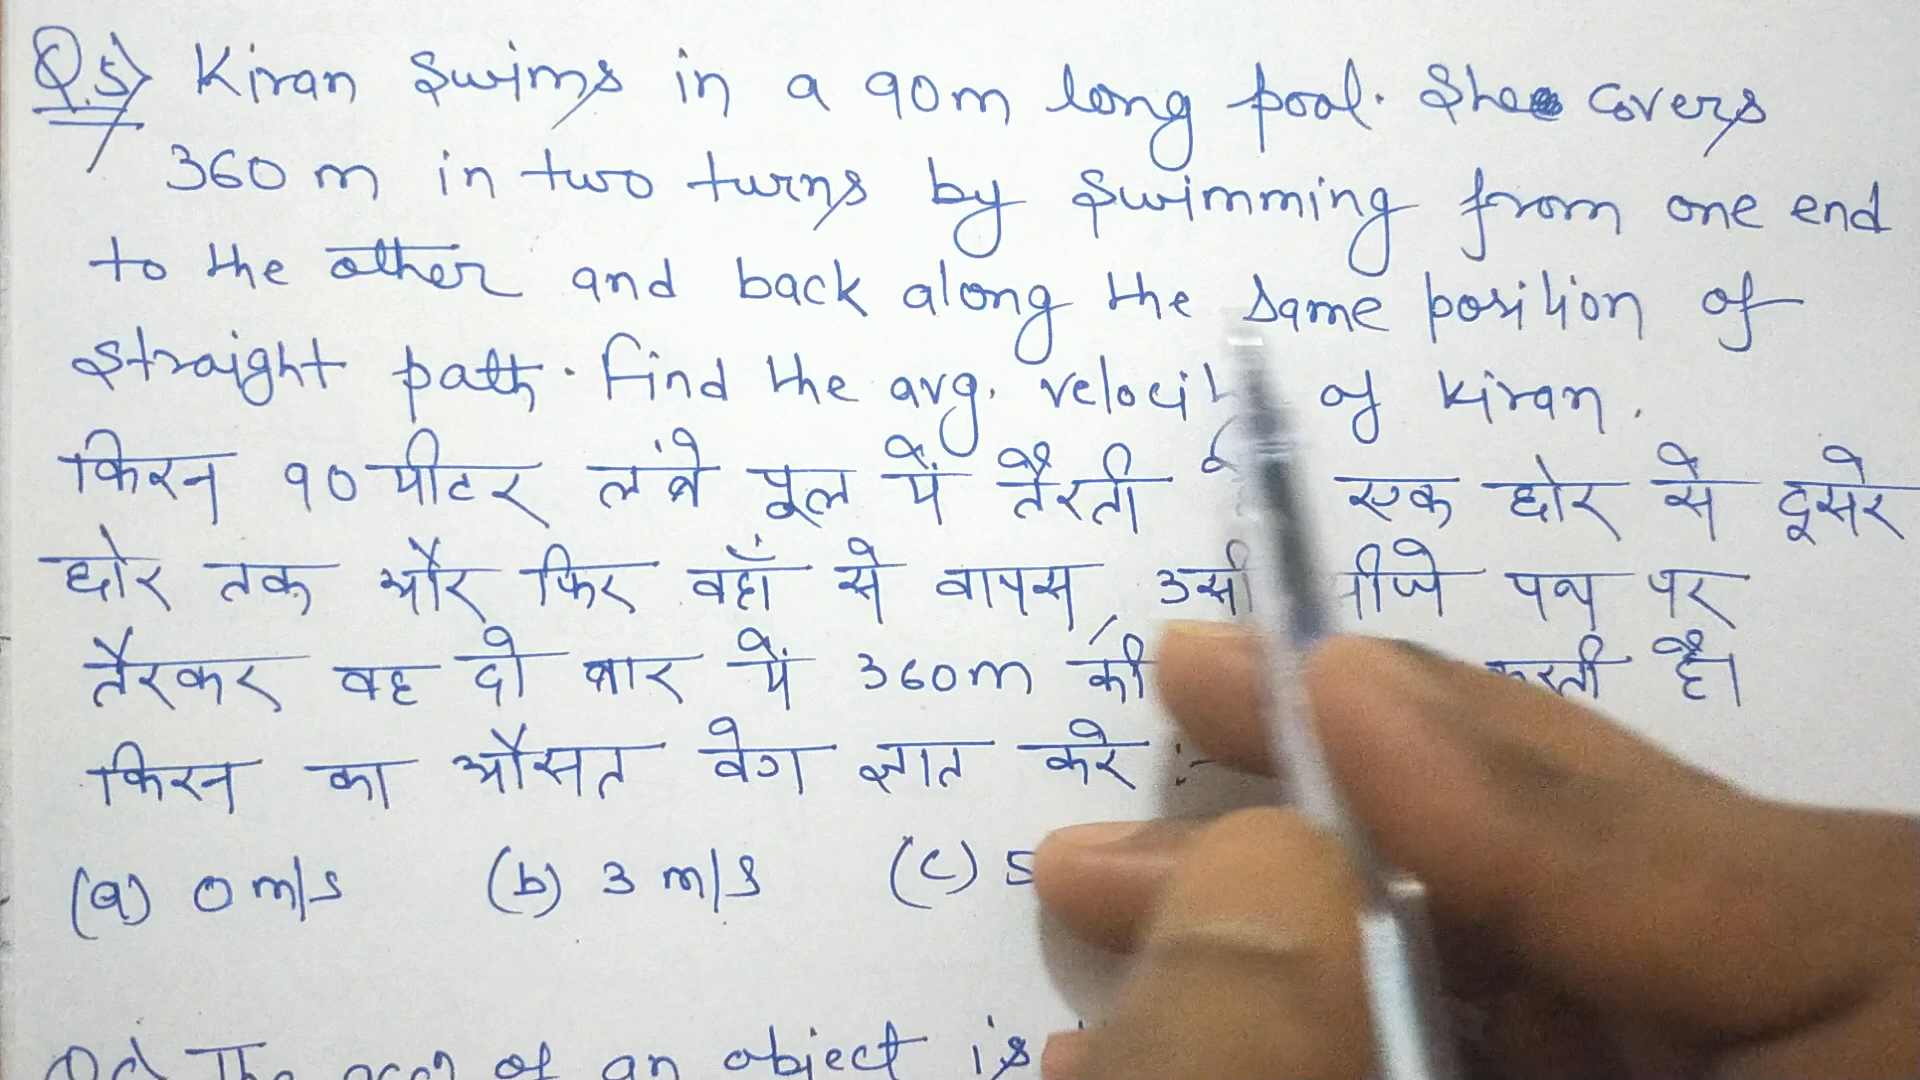 Q.5) Kiran swims in a 90m long pool. She covers
360 m in two turns by swimming from one end
to the other and back along the same position of
straight path. find the avg. of Kiran.
किरन 90 मीटर लंबे पूल में तैरती एक छोर से दूसरे
छोर तक और फिर वहाँ से वापस, उसी पथ पर
तैरकर वह दो बार में 360m की है।
किरन का औसत वेग ज्ञात करे :-
(a) 0 m/s (b) 3 m/s (c) 5
of an object is